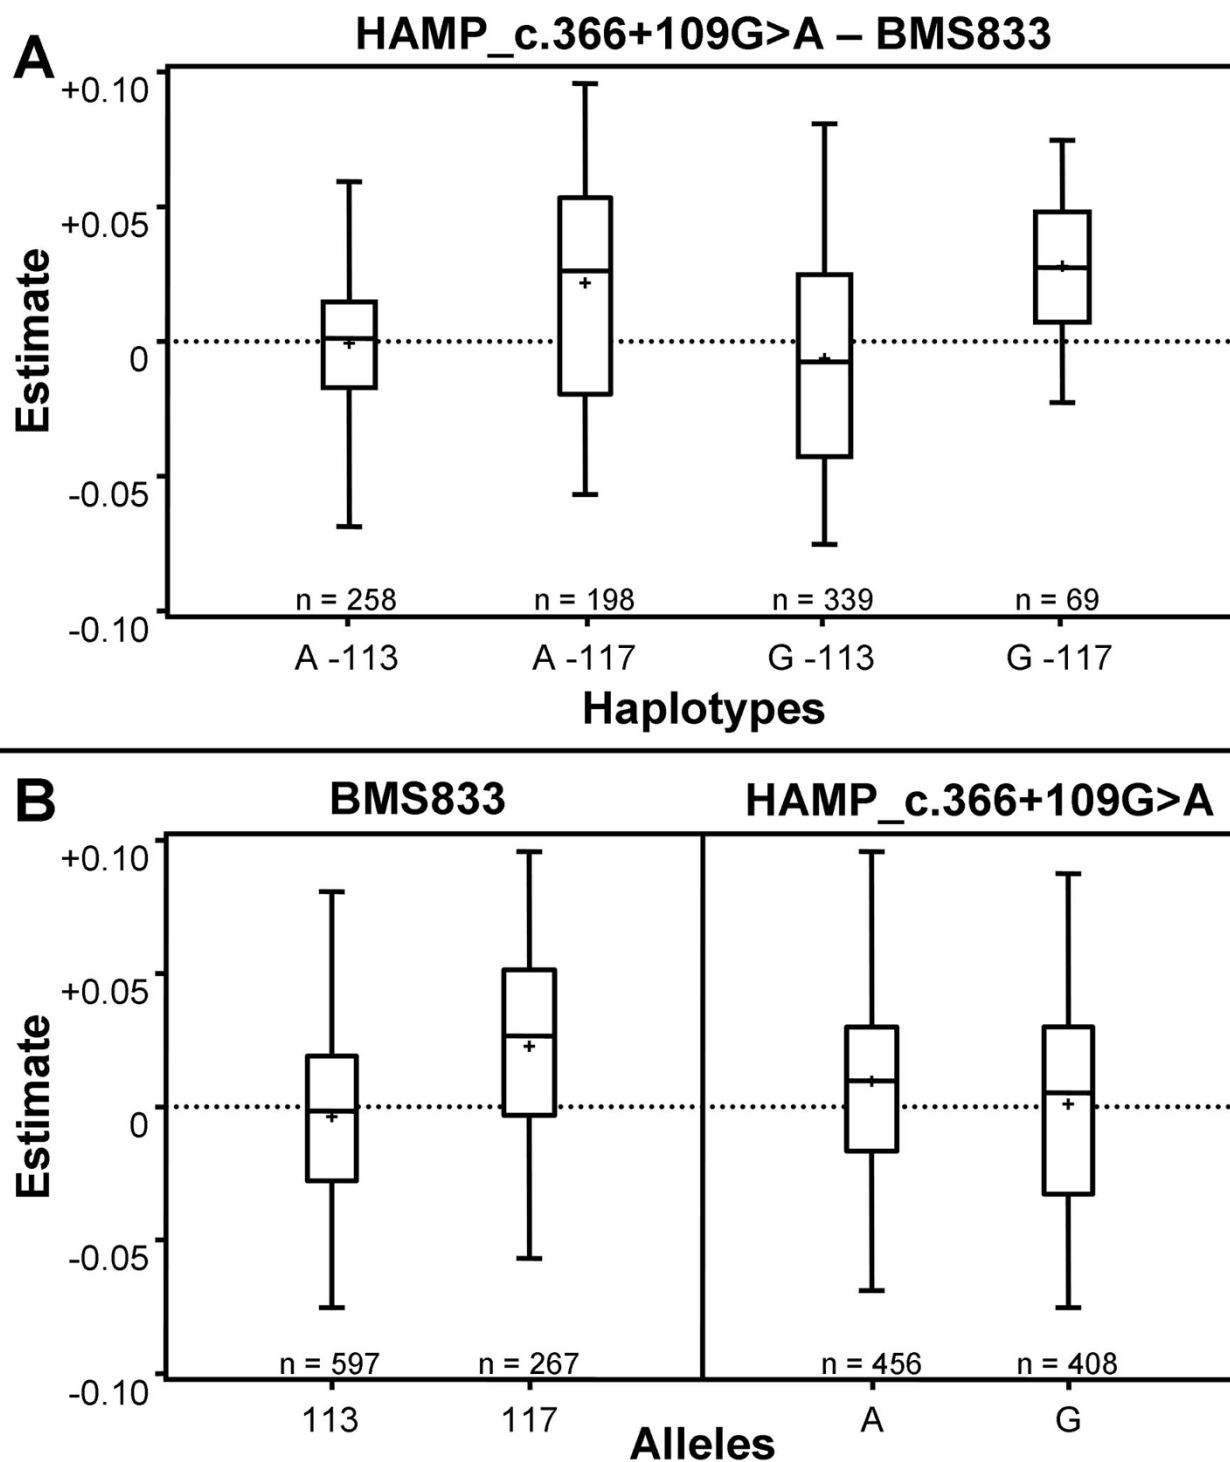 A
HAMP_c.366+109G>A – BMS833
+0.10
+0.05
0
-0.05
-0.10
Estimate
n = 258 n = 198 n = 339 n = 69
A -113 A -117 G -113 G -117
Haplotypes
B
BMS833 HAMP_c.366+109G>A
+0.10
+0.05
0
-0.05
-0.10
Estimate
n = 597 n = 267 n = 456 n = 408
113 117 A G
Alleles